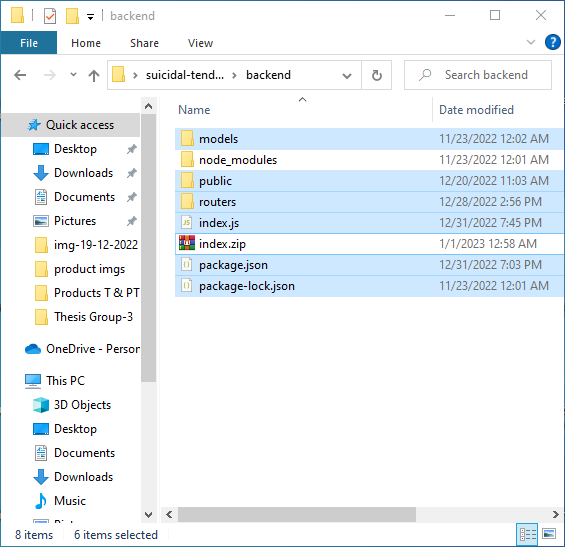 backend
File
Home
Share
View
suicidal-tend...
backend
Search backend
Name
Date modified
Quick access
Desktop
Downloads
Documents
Pictures
img-19-12-2022
product imgs
Products T & PT
Thesis Group-3
OneDrive - Person
This PC
3D Objects
Desktop
Documents
Downloads
Music
models 11/23/2022 12:02 AM
node_modules 11/23/2022 12:01 AM
public 12/20/2022 11:03 AM
routers 12/28/2022 2:56 PM
index.js 12/31/2022 7:45 PM
index.zip 1/1/2023 12:58 AM
package.json 12/31/2022 7:03 PM
package-lock.json 11/23/2022 12:01 AM
8 items
6 items selected